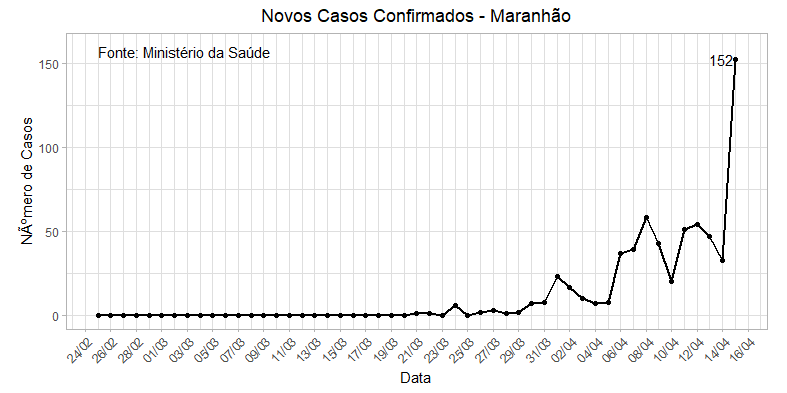 Novos Casos Confirmados - Maranhão
Fonte: Ministério da Saúde
152
150
100
50
0
NÃºmero de Casos
24/02 26/02 28/02 01/03 03/03 05/03 07/03 09/03 11/03 13/03 15/03 17/03 19/03 21/03 23/03 25/03 27/03 29/03 31/03 02/04 04/04 06/04 08/04 10/04 12/04 14/04 16/04
Data